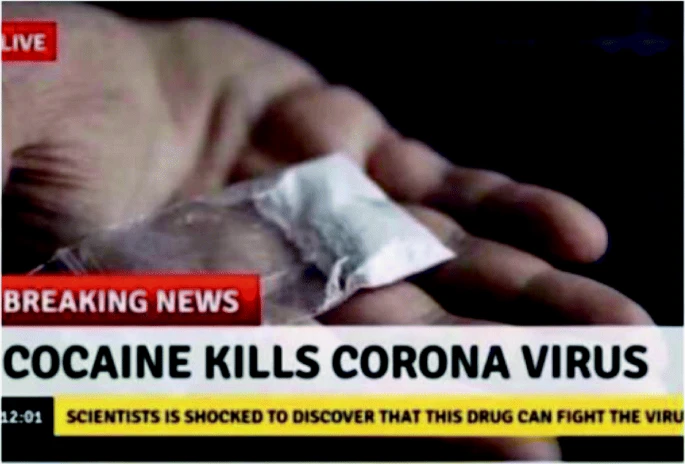 LIVE
BREAKING NEWS
COCAINE KILLS CORONA VIRUS
12:01 SCIENTISTS IS SHOCKED TO DISCOVER THAT THIS DRUG CAN FIGHT THE VIRU